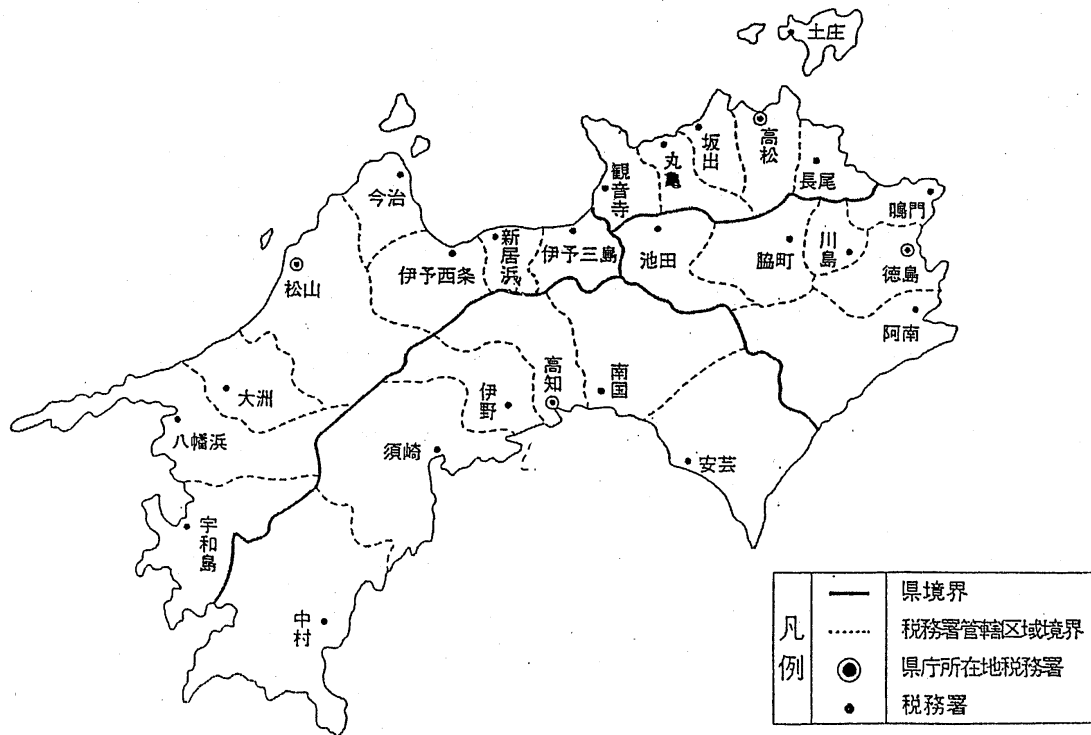 土庄
高松
坂出
丸亀
観音寺
長尾
鳴門
今治
新居浜
伊予三島
池田
脇町
川島
徳島
伊予西条
松山
阿南
大洲
伊野
高知
南国
八幡浜
須崎
安芸
宇和島
中村
凡例
県境界
税務署管轄区域境界
県庁所在地税務署
税務署